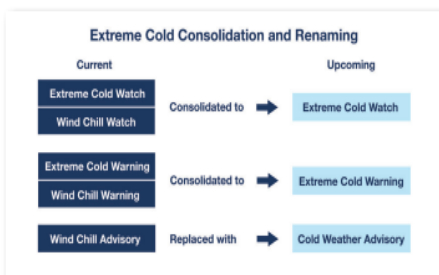 Extreme Cold Consolidation and Renaming
Current
Upcoming
Extreme Cold Watch
Wind Chill Watch
Consolidated to
Extreme Cold Watch
Extreme Cold Warning
Wind Chill Warning
Consolidated to
Extreme Cold Warning
Wind Chill Advisory
Replaced with
Cold Weather Advisory